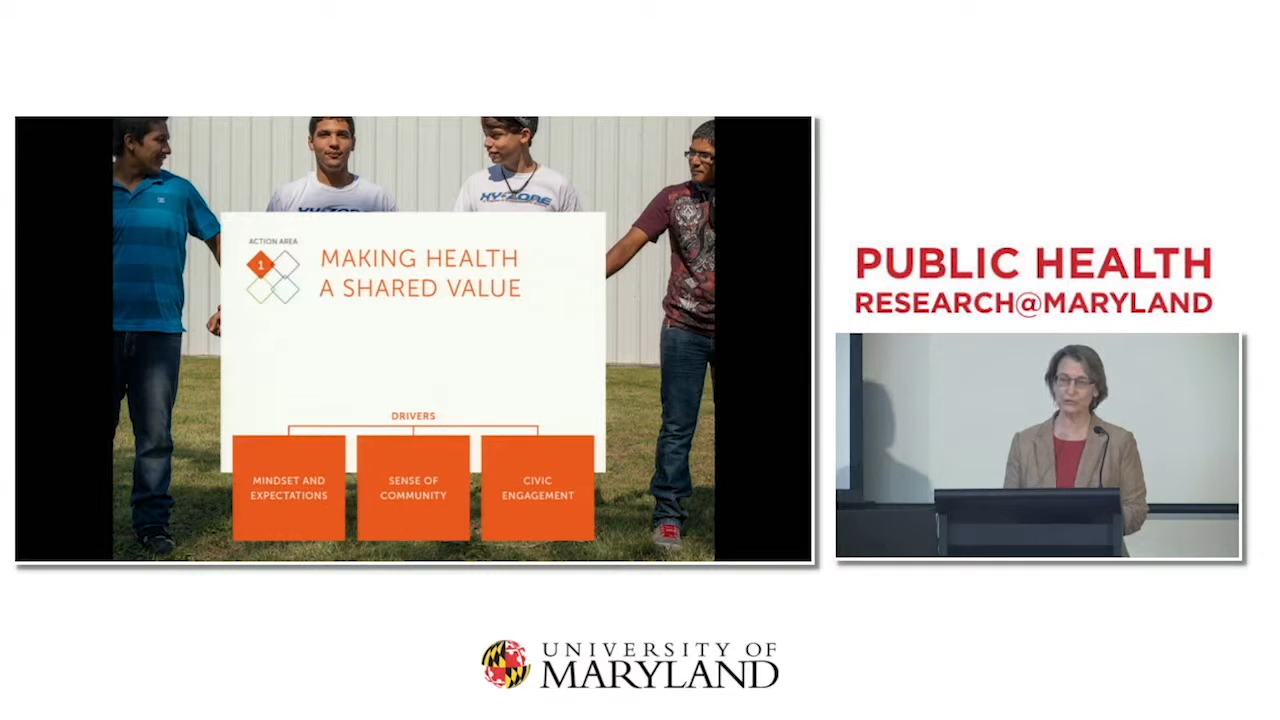 ACTION AREA
1
MAKING HEALTH
A SHARED VALUE
DRIVERS
MINDSET AND
EXPECTATIONS
SENSE OF
COMMUNITY
CIVIC
ENGAGEMENT
PUBLIC HEALTH
RESEARCH@MARYLAND
UNIVERSITY OF
MARYLAND